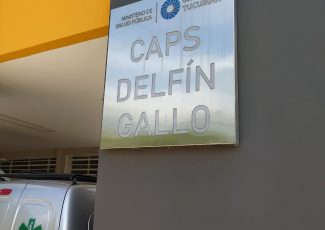 MINISTERIO DE
SALUD PÚBLICA
TUCUMÁN
CAPS
DELFÍN
GALLO